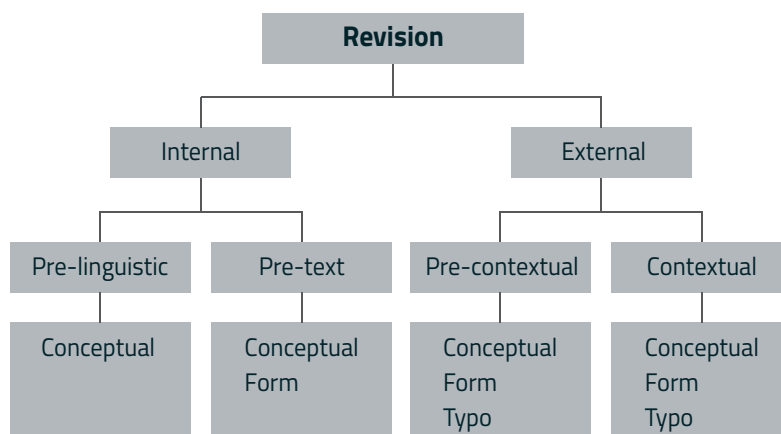 Revision
Internal
External
Pre-linguistic
Pre-text
Pre-contextual
Contextual
Conceptual
Conceptual
Form
Conceptual
Form
Typo
Conceptual
Form
Typo